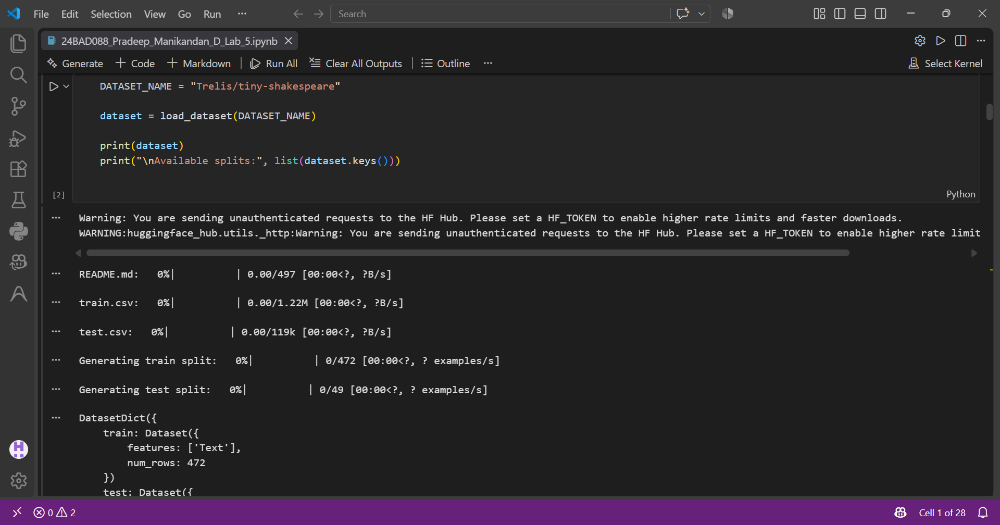 File Edit Selection View Go Run ··· Search
24BAD088_Pradeep_Manikandan_D_Lab_5.ipynb
Generate + Code + Markdown Run All Clear All Outputs Outline ··· Select Kernel
DATASET_NAME = "Trelis/tiny-shakespeare"
dataset = load_dataset(DATASET_NAME)
print(dataset)
print("\nAvailable splits:", list(dataset.keys()))
[2] Python
Warning: You are sending unauthenticated requests to the HF Hub. Please set a HF_TOKEN to enable higher rate limits and faster downloads.
WARNING:huggingface_hub.utils._http:Warning: You are sending unauthenticated requests to the HF Hub. Please set a HF_TOKEN to enable higher rate limit
README.md:   0%|          | 0.00/497 [00:00<?, ?B/s]
train.csv:   0%|          | 0.00/1.22M [00:00<?, ?B/s]
test.csv:   0%|          | 0.00/119k [00:00<?, ?B/s]
Generating train split:   0%|          | 0/472 [00:00<?, ? examples/s]
Generating test split:   0%|          | 0/49 [00:00<?, ? examples/s]
DatasetDict({
    train: Dataset({
        features: ['Text'],
        num_rows: 472
    })
    test: Dataset({
0 2 Cell 1 of 28